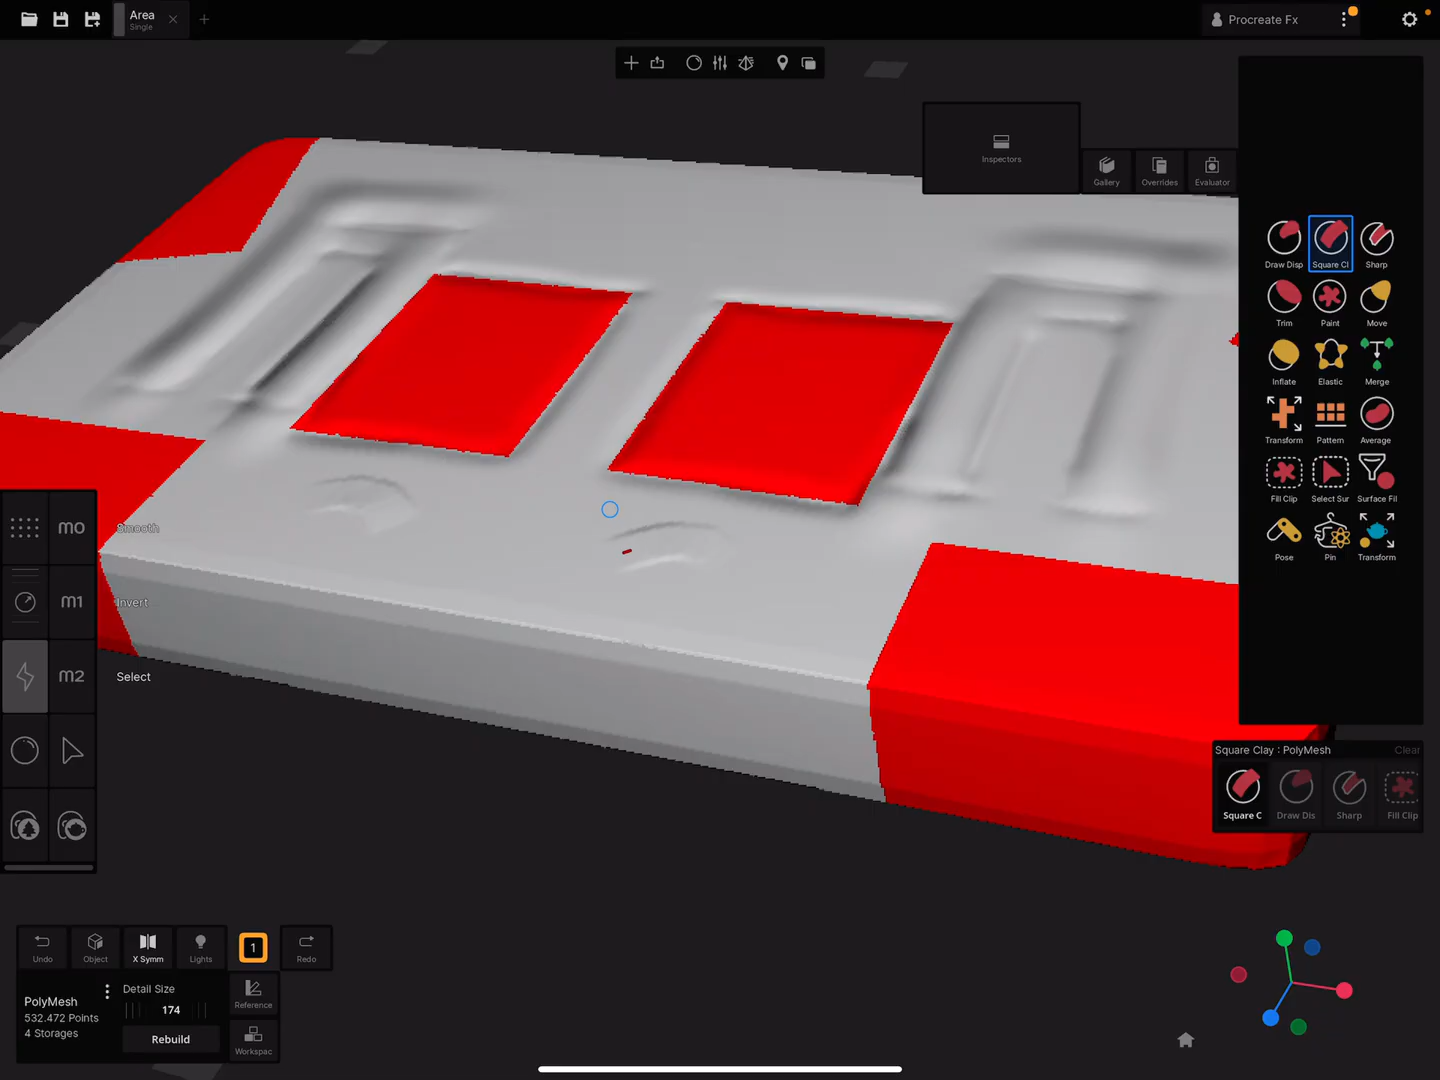 Area
Single
Procreate Fx
Inspectors
Gallery
Overrides
Evaluator
Draw Disp
Square Cl
Sharp
Trim
Paint
Move
Inflate
Elastic
Merge
Transform
Pattern
Average
Fill Clip
Select Sur
Surface Fil
Pose
Pin
Transform
m0
Smooth
m1
Invert
m2
Select
Square Clay : PolyMesh
Clear
Square C
Draw Dis
Sharp
Fill Clip
Undo
Object
X Symm
Lights
1
Redo
PolyMesh
532.472 Points
4 Storages
Detail Size
174
Rebuild
Reference
Workspac